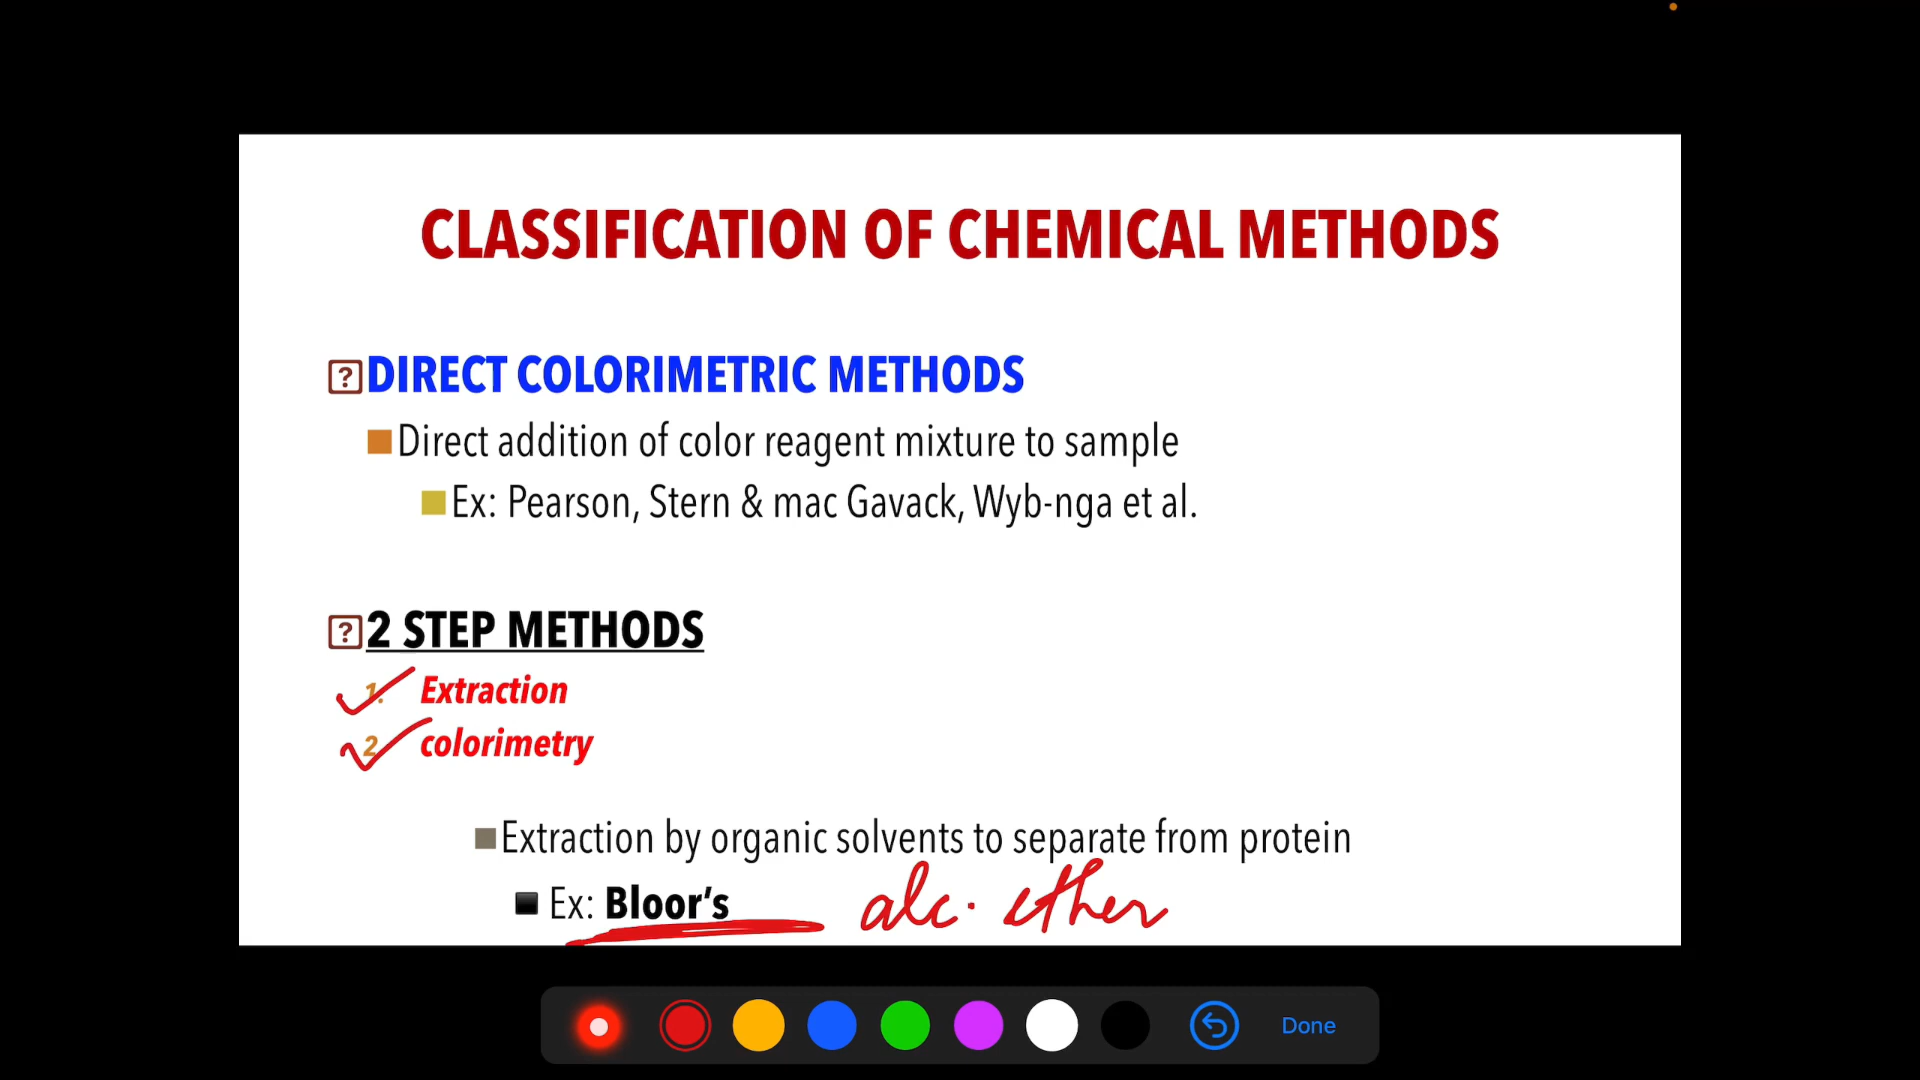 CLASSIFICATION OF CHEMICAL METHODS
DIRECT COLORIMETRIC METHODS
Direct addition of color reagent mixture to sample
Ex: Pearson, Stern & mac Gavack, Wyb-nga et al.
2 STEP METHODS
1. Extraction
2 colorimetry
Extraction by organic solvents to separate from protein
Ex: Bloor's alc. ether
Done